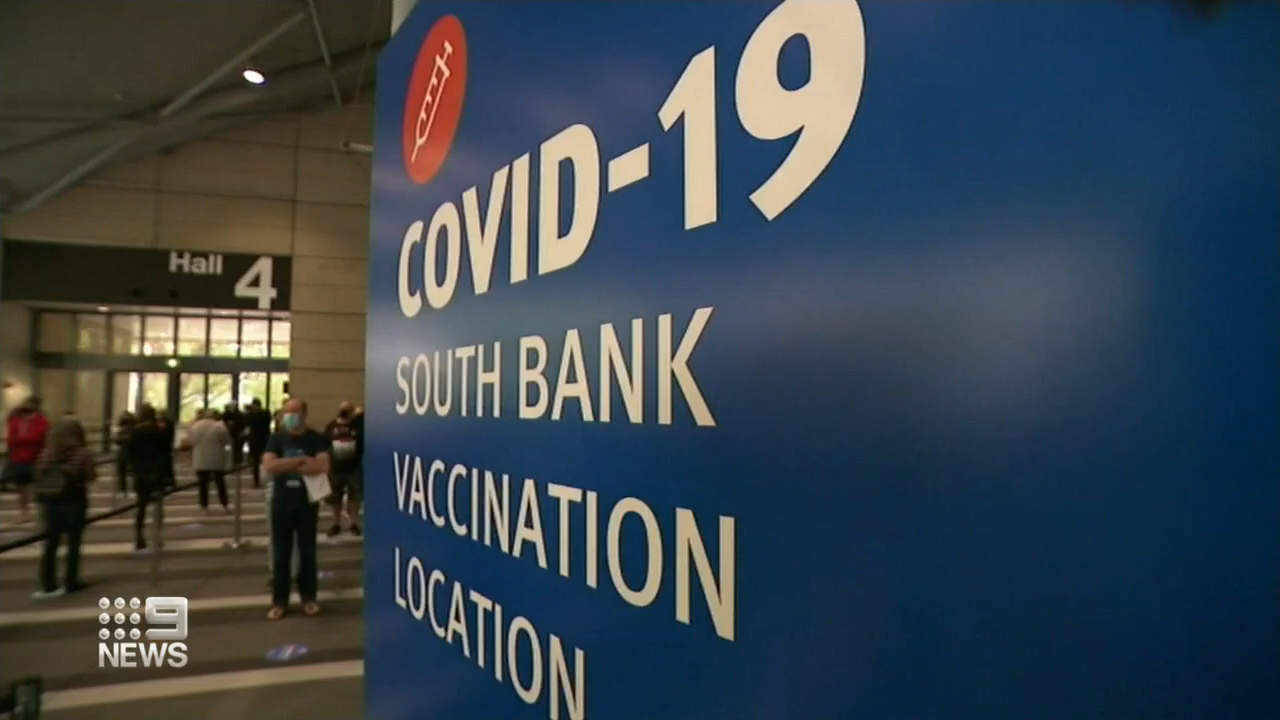 COVID-19
SOUTH BANK
VACCINATION
LOCATION
Hall 4
9
NEWS